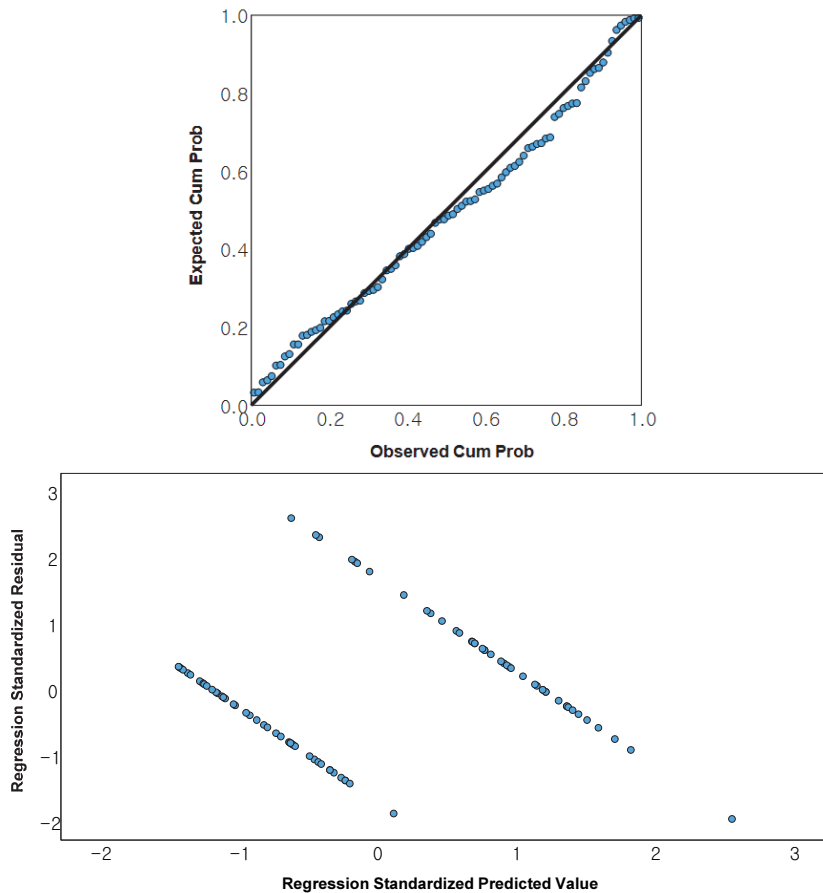 1.0
0.8
0.6
0.4
0.2
0.0
Expected Cum Prob
0.0 0.2 0.4 0.6 0.8 1.0
Observed Cum Prob
3
2
1
0
−1
−2
Regression Standardized Residual
−2 −1 0 1 2 3
Regression Standardized Predicted Value